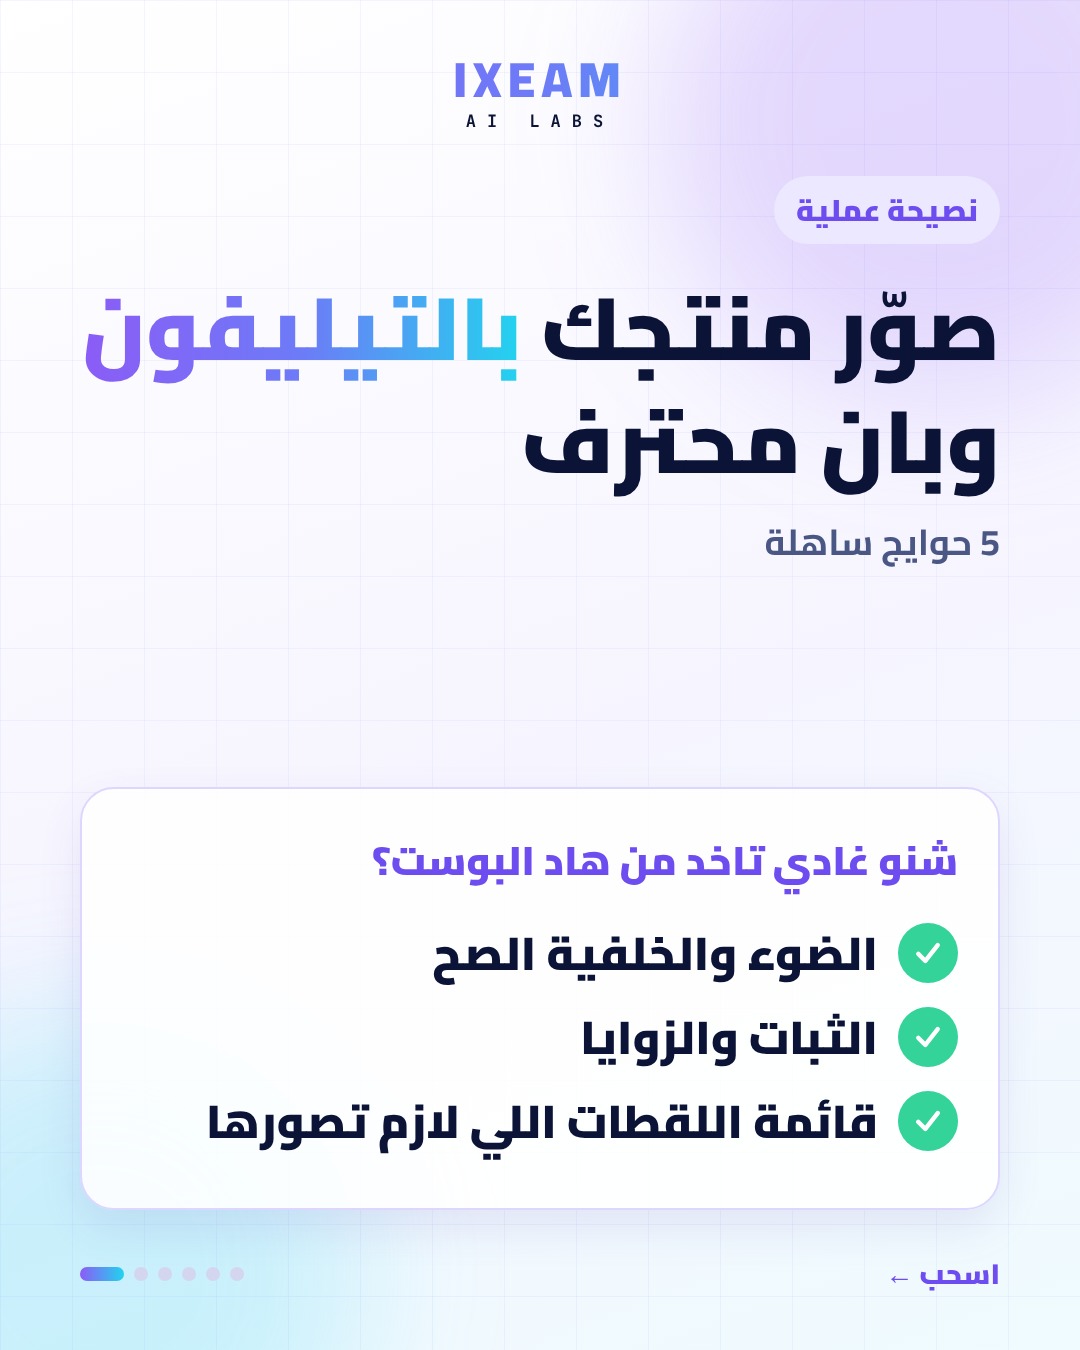 IXEAM
AI LABS
نصيحة عملية
صوّر منتجك بالتيليفون
وبان محترف
5 حوايج ساهلة
شنو غادي تاخد من هاد البوست؟
الضوء والخلفية الصح
الثبات والزوايا
قائمة اللقطات اللي لازم تصورها
اسحب ←